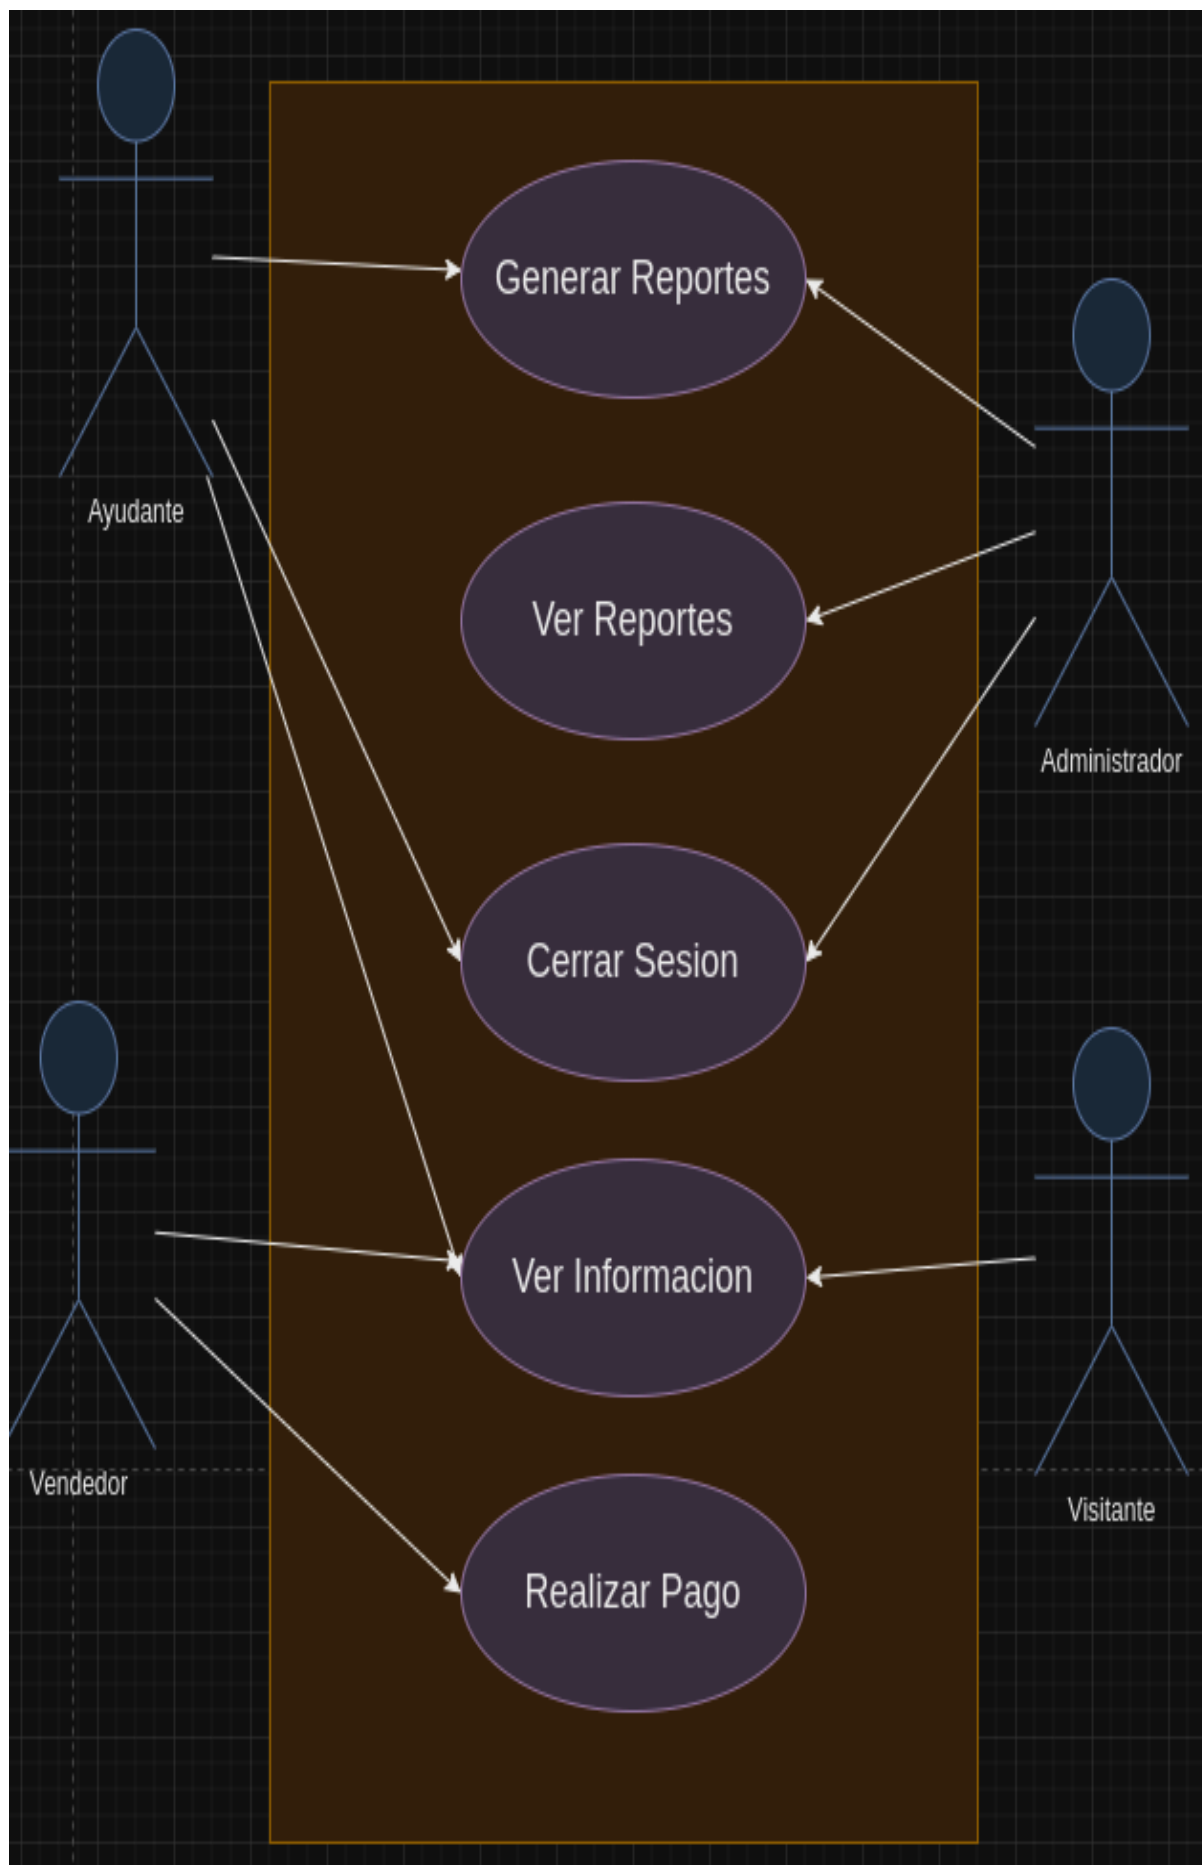 Generar Reportes
Ayudante
Ver Reportes
Administrador
Cerrar Sesion
Ver Informacion
Vendedor
Visitante
Realizar Pago